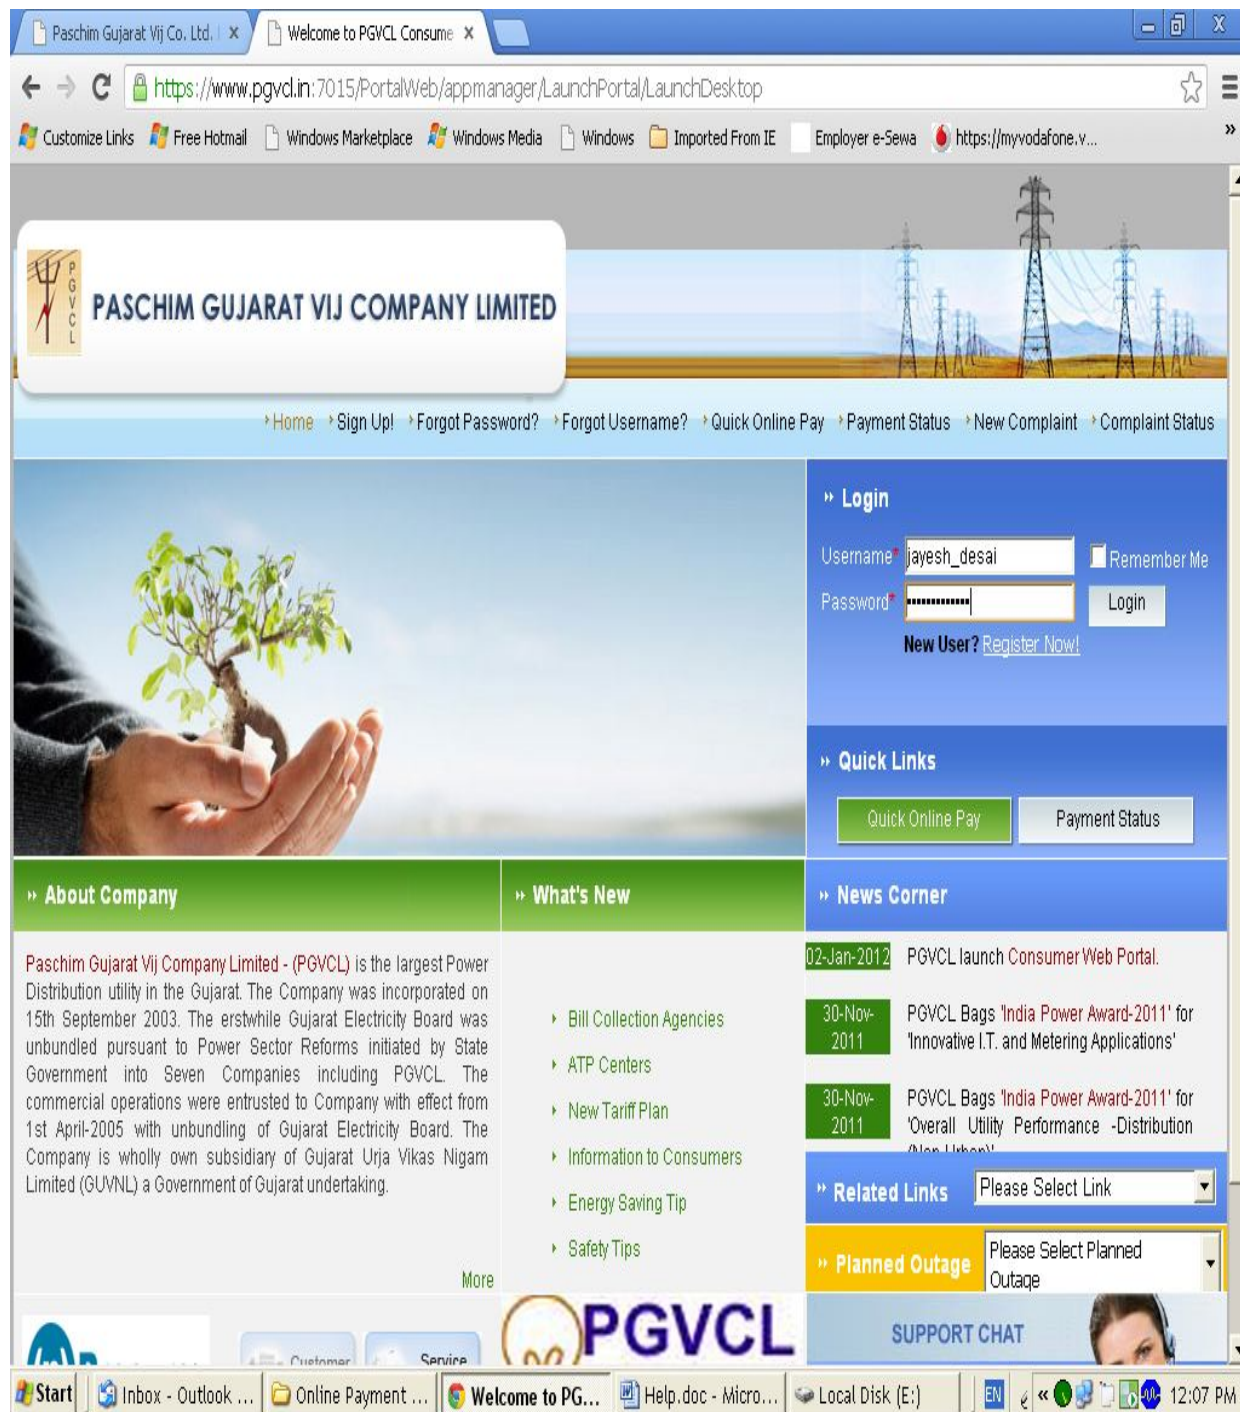 Paschim Gujarat Vij Co. Ltd.
Welcome to PGVCL Consume
https://www.pgvcl.in:7015/PortalWeb/appmanager/LaunchPortal/LaunchDesktop
Customize Links Free Hotmail Windows Marketplace Windows Media Windows Imported From IE Employer e-Sewa https://myvodafone.v...
PGVCL
PASCHIM GUJARAT VIJ COMPANY LIMITED
Home Sign Up! Forgot Password? Forgot Username? Quick Online Pay Payment Status New Complaint Complaint Status
Login
Username* jayesh_desai Remember Me
Password* Login
New User? Register Now!
Quick Links
Quick Online Pay Payment Status
About Company
Paschim Gujarat Vij Company Limited - (PGVCL) is the largest Power
Distribution utility in the Gujarat. The Company was incorporated on
15th September 2003. The erstwhile Gujarat Electricity Board was
unbundled pursuant to Power Sector Reforms initiated by State
Government into Seven Companies including PGVCL. The
commercial operations were entrusted to Company with effect from
1st April-2005 with unbundling of Gujarat Electricity Board. The
Company is wholly own subsidiary of Gujarat Urja Vikas Nigam
Limited (GUVNL) a Government of Gujarat undertaking.
More
What's New
Bill Collection Agencies
ATP Centers
New Tariff Plan
Information to Consumers
Energy Saving Tip
Safety Tips
News Corner
02-Jan-2012 PGVCL launch Consumer Web Portal.
30-Nov-2011 PGVCL Bags 'India Power Award-2011' for
'Innovative I.T. and Metering Applications'
30-Nov-2011 PGVCL Bags 'India Power Award-2011' for
'Overall Utility Performance -Distribution
Related Links Please Select Link
Planned Outage Please Select Planned
Outage
Customer Service
PGVCL
SUPPORT CHAT
Start Inbox - Outlook ... Online Payment ... Welcome to PG... Help.doc - Micro... Local Disk (E:) EN 12:07 PM